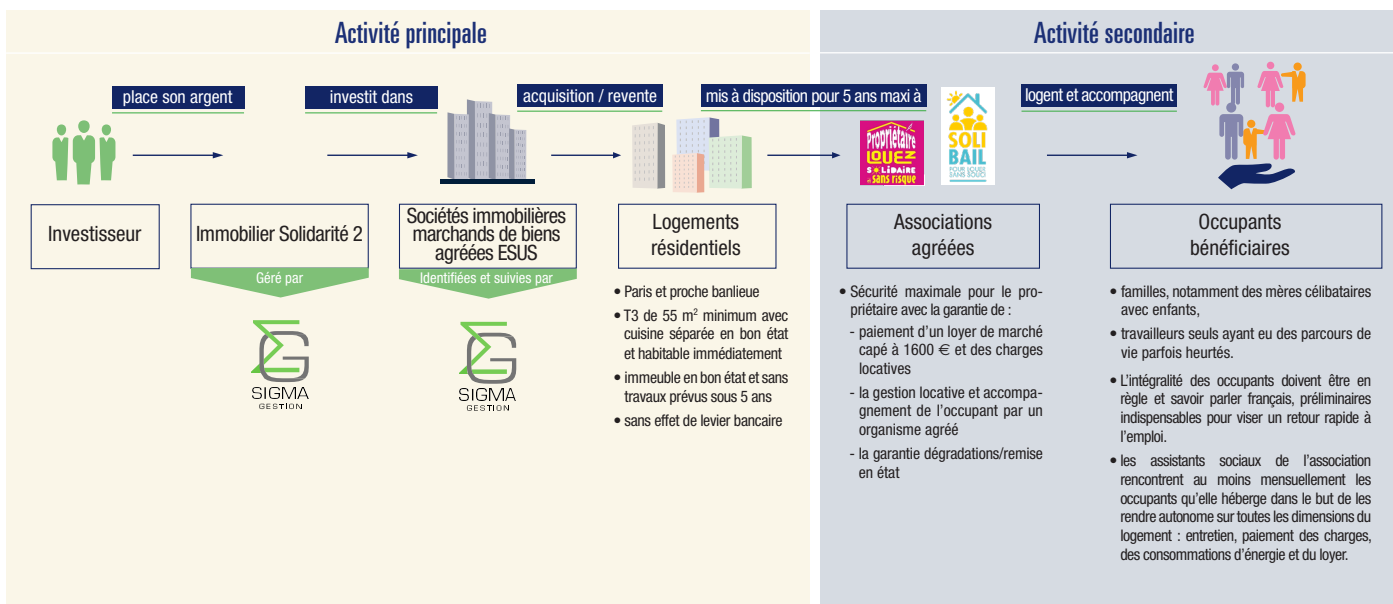 Activité principale
Activité secondaire
place son argent
investit dans
acquisition / revente
mis à disposition pour 5 ans maxi à
logent et accompagnent
Propriétaire
LOUEZ
SOLIDAIRE
et sans risque
SOLI
BAIL
POUR LOUER
SANS SOUCI
Investisseur
Immobilier Solidarité 2
Géré par
SIGMA
GESTION
Sociétés immobilières
marchands de biens
agréées ESUS
Identifiées et suivies par
SIGMA
GESTION
Logements
résidentiels
• Paris et proche banlieue
• T3 de 55 m² minimum avec
cuisine séparée en bon état
et habitable immédiatement
• immeuble en bon état et sans
travaux prévus sous 5 ans
• sans effet de levier bancaire
Associations
agréées
• Sécurité maximale pour le pro-
priétaire avec la garantie de :
- paiement d’un loyer de marché
capé à 1600 € et des charges
locatives
- la gestion locative et accompa-
gnement de l’occupant par un
organisme agréé
- la garantie dégradations/remise
en état
Occupants
bénéficiaires
• familles, notamment des mères célibataires
avec enfants,
• travailleurs seuls ayant eu des parcours de
vie parfois heurtés.
• L’intégralité des occupants doivent être en
règle et savoir parler français, préliminaires
indispensables pour viser un retour rapide à
l’emploi.
• les assistants sociaux de l’association
rencontrent au moins mensuellement les
occupants qu’elle héberge dans le but de les
rendre autonome sur toutes les dimensions du
logement : entretien, paiement des charges,
des consommations d’énergie et du loyer.